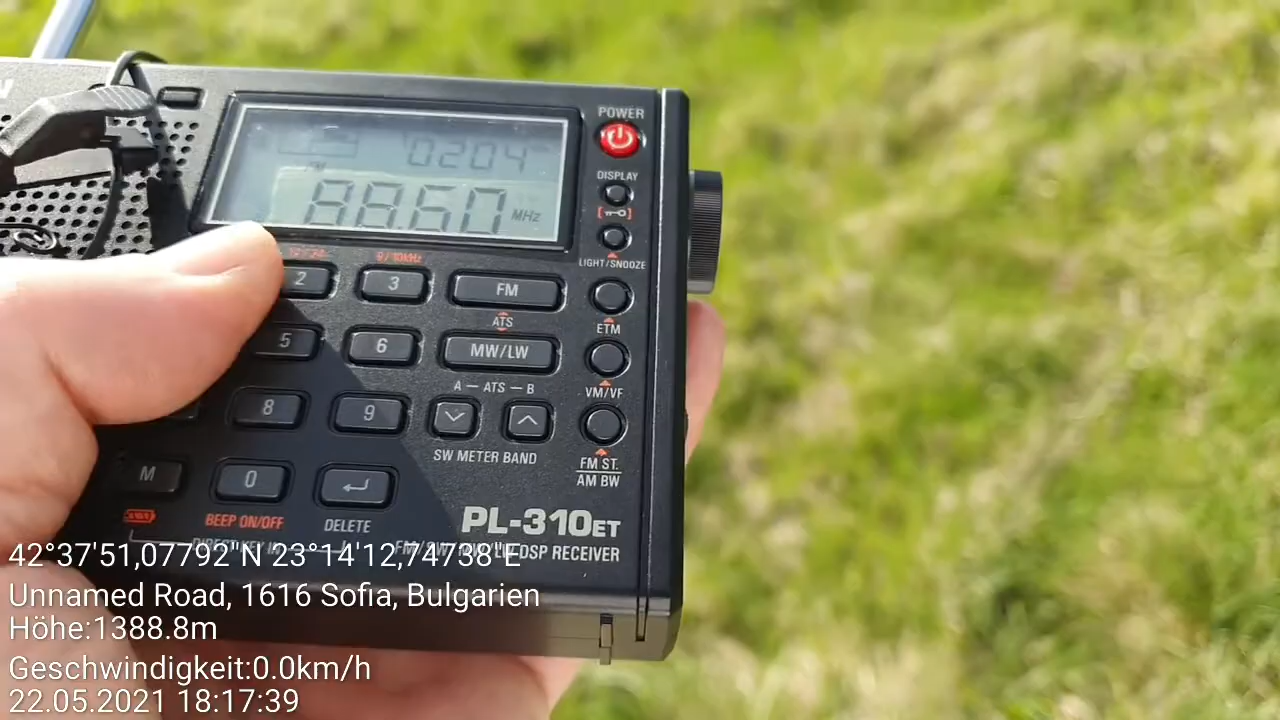 POWER
0204
DISPLAY
88.60 MHz
LIGHT/SNOOZE
9/10kHz
2
3
FM
ATS
ETM
5
6
MW/LW
A — ATS — B
VM/VF
8
9
SW METER BAND
FM ST.
AM BW
M
0
BEEP ON/OFF
DELETE
PL-310ET
DSP RECEIVER
42°37'51,07792"N 23°14'12,74738"E
Unnamed Road, 1616 Sofia, Bulgarien
Höhe:1388.8m
Geschwindigkeit:0.0km/h
22.05.2021 18:17:39